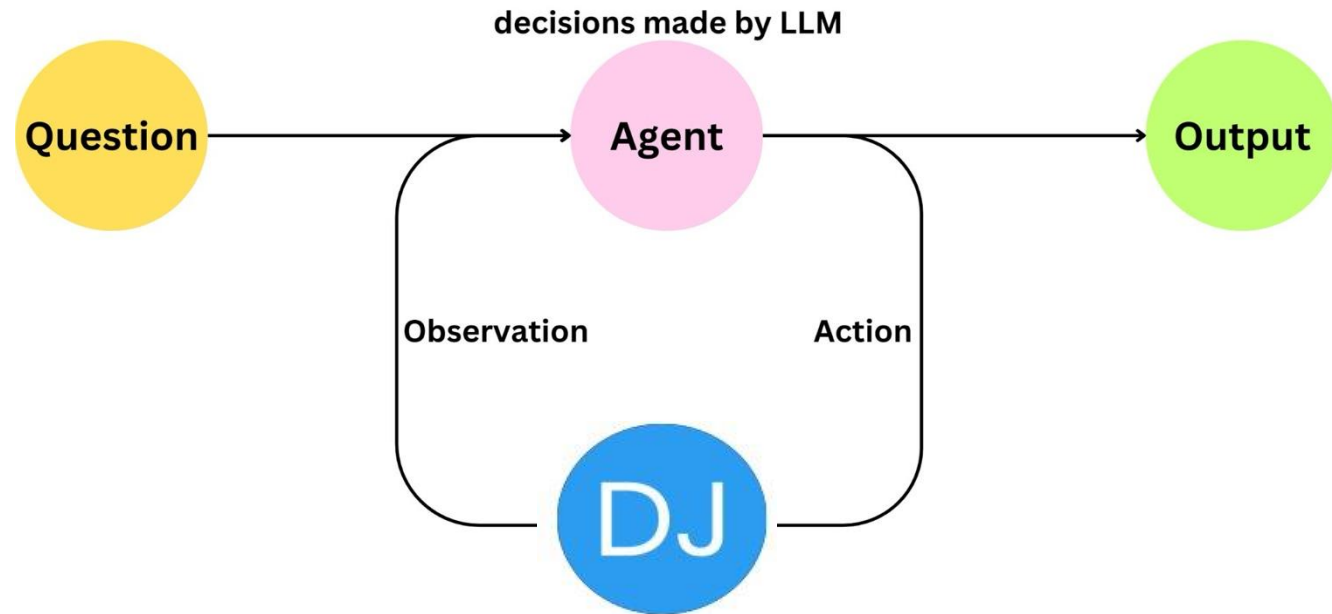 decisions made by LLM
Question
Agent
Output
Observation
Action
DJ